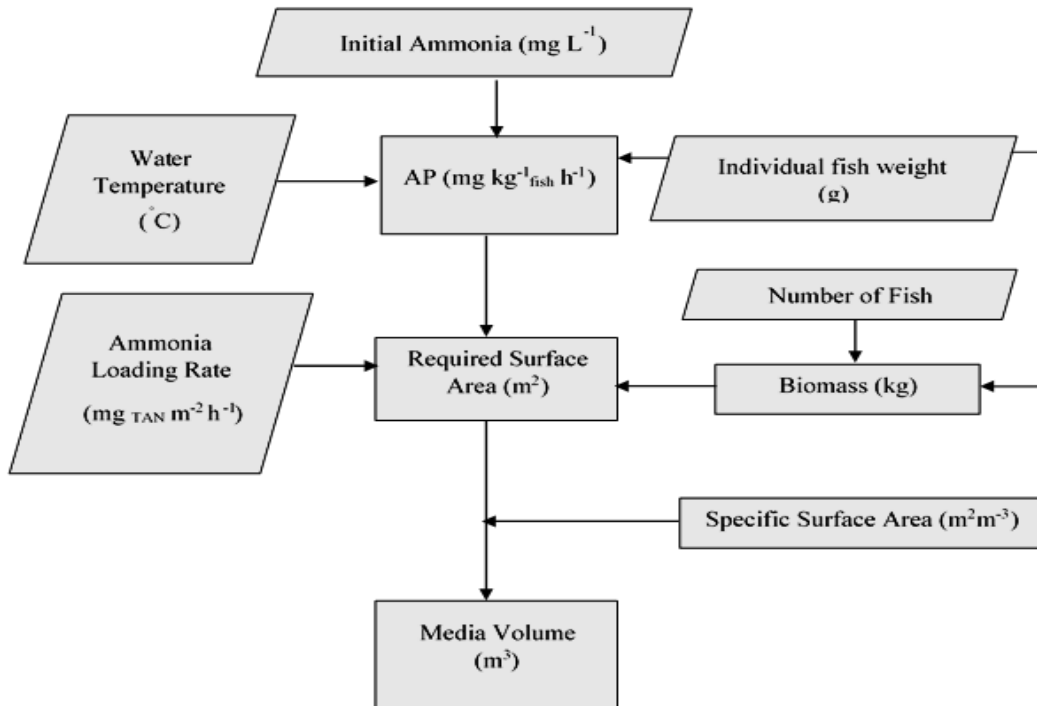 Initial Ammonia (mg L⁻¹)
Water
Temperature
(°C)
AP (mg kg⁻¹fish h⁻¹)
Individual fish weight
(g)
Number of Fish
Ammonia
Loading Rate
(mg TAN m⁻² h⁻¹)
Required Surface
Area (m²)
Biomass (kg)
Specific Surface Area (m²m⁻³)
Media Volume
(m³)